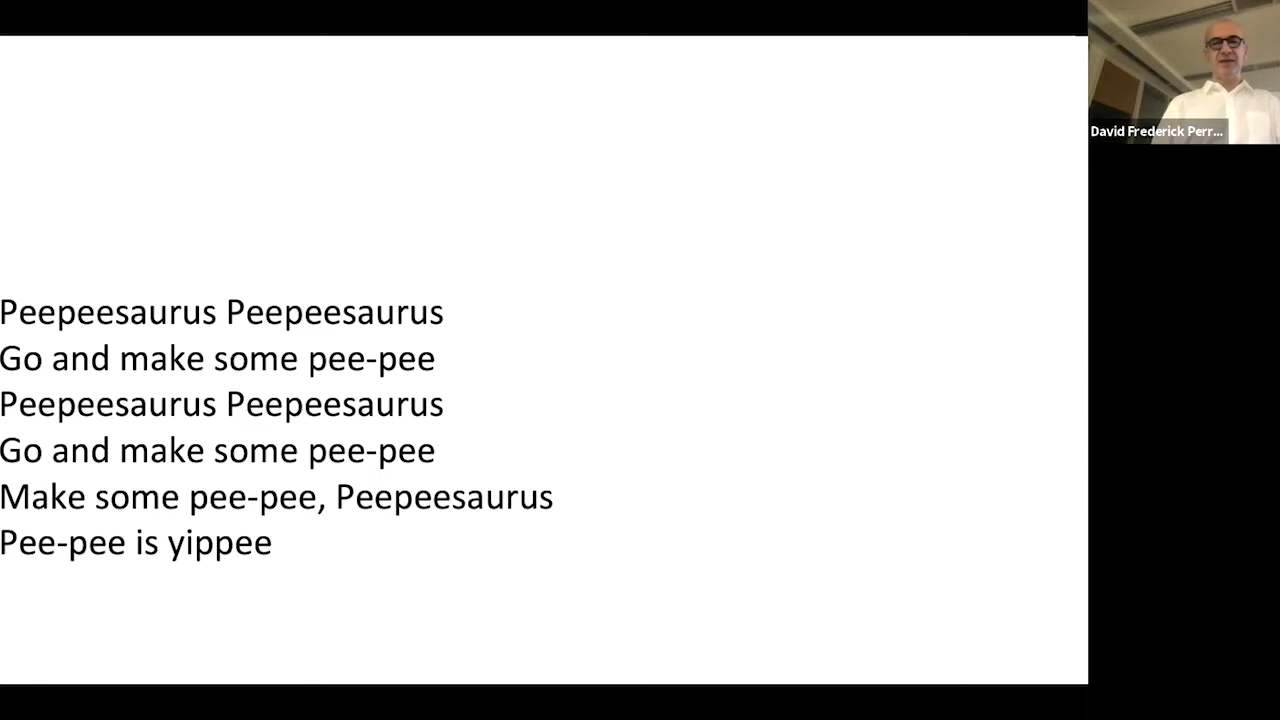 Peepeesaurus Peepeesaurus
Go and make some pee-pee
Peepeesaurus Peepeesaurus
Go and make some pee-pee
Make some pee-pee, Peepeesaurus
Pee-pee is yippee
David Frederick Perr...